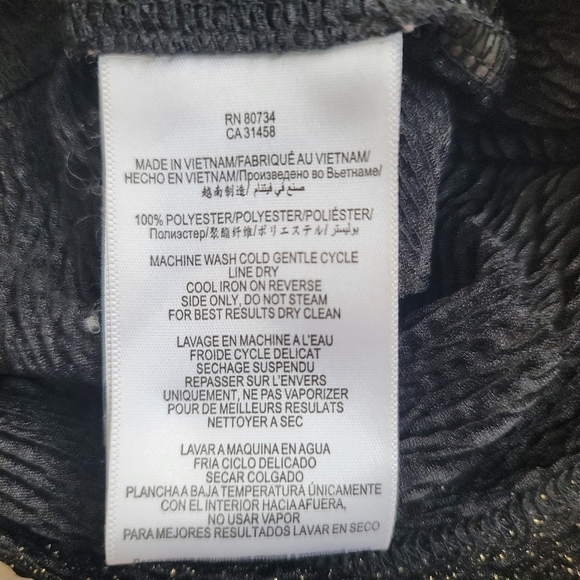 RN 80734
CA 31458
MADE IN VIETNAM/FABRIQUÉ AU VIETNAM/
HECHO EN VIETNAM/Произведено во Вьетнаме/
越南制造/صنع في فيتنام/
100% POLYESTER/POLYESTER/POLIÉSTER/
Полиэстер/聚酯纤维/ポリエステル/بوليستر
MACHINE WASH COLD GENTLE CYCLE
LINE DRY
COOL IRON ON REVERSE
SIDE ONLY, DO NOT STEAM
FOR BEST RESULTS DRY CLEAN
LAVAGE EN MACHINE A L'EAU
FROIDE CYCLE DELICAT
SECHAGE SUSPENDU
REPASSER SUR L'ENVERS
UNIQUEMENT, NE PAS VAPORIZER
POUR DE MEILLEURS RESULATS
NETTOYER A SEC
LAVAR A MAQUINA EN AGUA
FRIA CICLO DELICADO
SECAR COLGADO
PLANCHA A BAJA TEMPERATURA ÚNICAMENTE
CON EL INTERIOR HACIA AFUERA,
NO USAR VAPOR
PARA MEJORES RESULTADOS LAVAR EN SECO